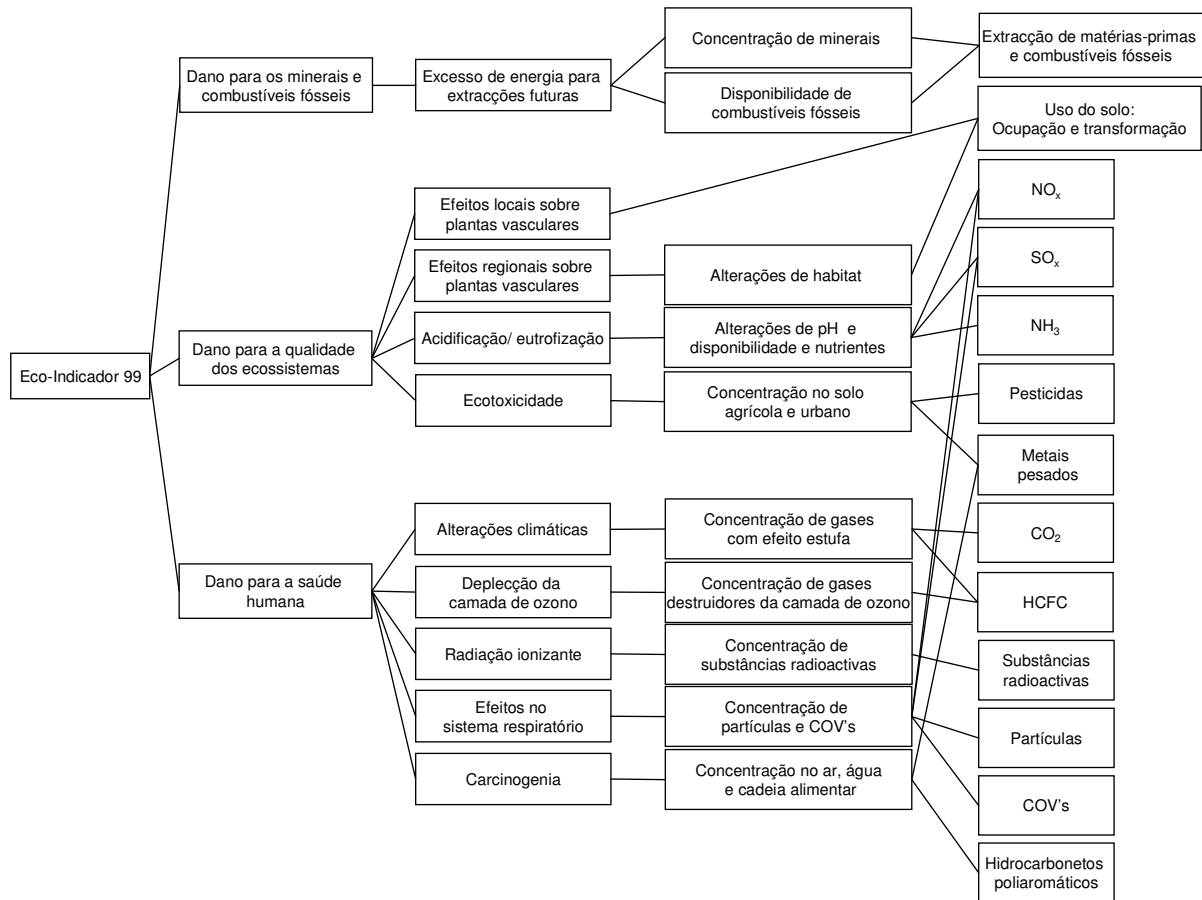 Eco-Indicador 99
Dano para os minerais e
combustíveis fósseis
Dano para a qualidade
dos ecossistemas
Dano para a saúde
humana
Excesso de energia para
extracções futuras
Efeitos locais sobre
plantas vasculares
Efeitos regionais sobre
plantas vasculares
Acidificação/ eutrofização
Ecotoxicidade
Alterações climáticas
Deplecção da
camada de ozono
Radiação ionizante
Efeitos no
sistema respiratório
Carcinogenia
Concentração de minerais
Disponibilidade de
combustíveis fósseis
Alterações de habitat
Alterações de pH e
disponibilidade e nutrientes
Concentração no solo
agrícola e urbano
Concentração de gases
com efeito estufa
Concentração de gases
destruidores da camada de ozono
Concentração de
substâncias radioactivas
Concentração de
partículas e COV's
Concentração no ar, água
e cadeia alimentar
Extracção de matérias-primas
e combustíveis fósseis
Uso do solo:
Ocupação e transformação
NOₓ
SOₓ
NH₃
Pesticidas
Metais
pesados
CO₂
HCFC
Substâncias
radioactivas
Partículas
COV's
Hidrocarbonetos
poliaromáticos